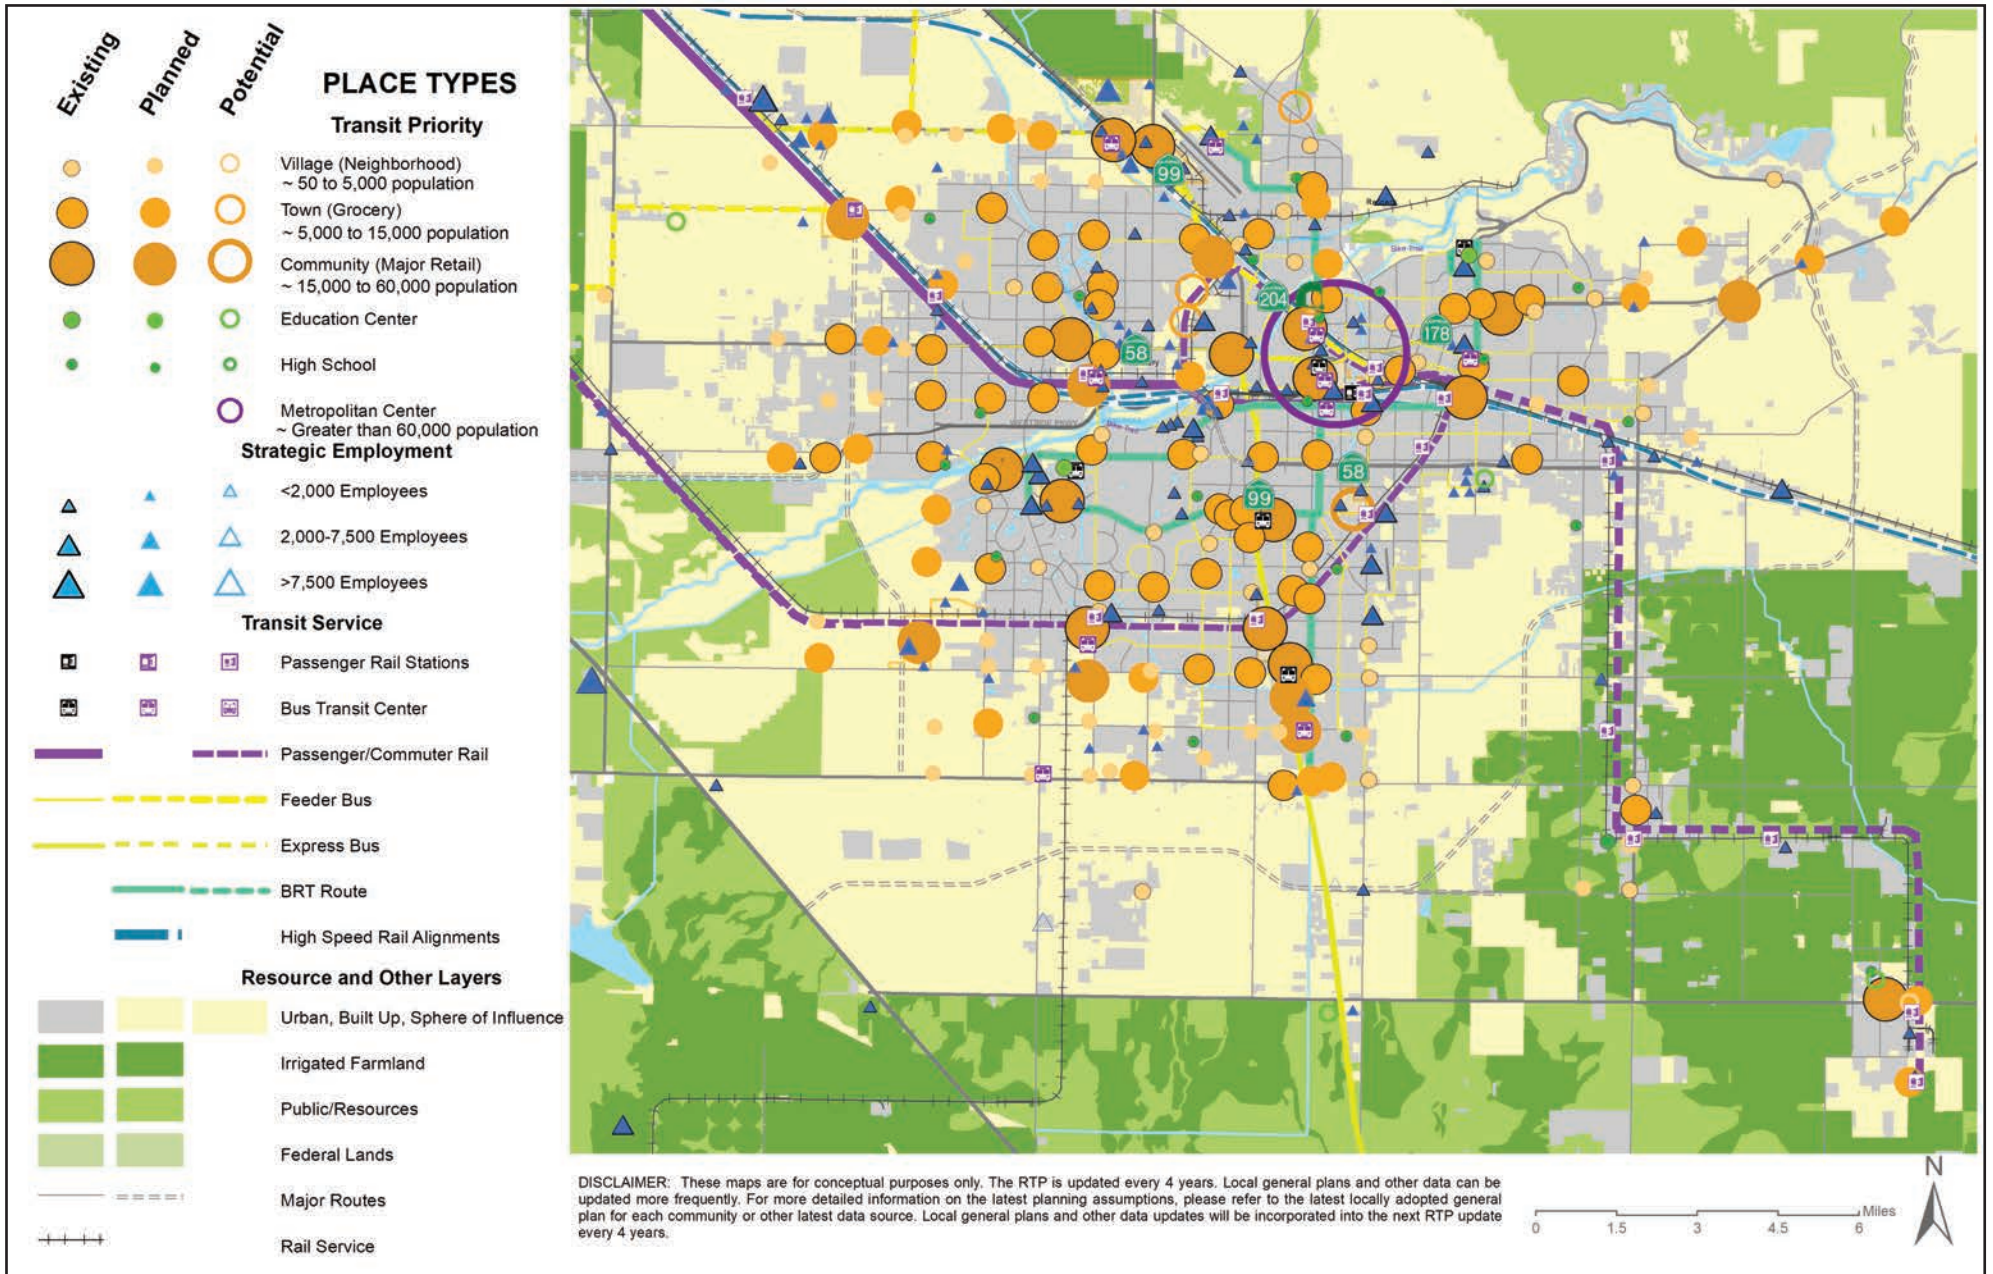 Existing
Planned
Potential
PLACE TYPES
Transit Priority
Village (Neighborhood)
~ 50 to 5,000 population
Town (Grocery)
~ 5,000 to 15,000 population
Community (Major Retail)
~ 15,000 to 60,000 population
Education Center
High School
Metropolitan Center
~ Greater than 60,000 population
Strategic Employment
<2,000 Employees
2,000-7,500 Employees
>7,500 Employees
Transit Service
Passenger Rail Stations
Bus Transit Center
Passenger/Commuter Rail
Feeder Bus
Express Bus
BRT Route
High Speed Rail Alignments
Resource and Other Layers
Urban, Built Up, Sphere of Influence
Irrigated Farmland
Public/Resources
Federal Lands
Major Routes
Rail Service
99
204
178
58
Bike Trail
58
99
DISCLAIMER: These maps are for conceptual purposes only. The RTP is updated every 4 years. Local general plans and other data can be
updated more frequently. For more detailed information on the latest planning assumptions, please refer to the latest locally adopted general
plan for each community or other latest data source. Local general plans and other data updates will be incorporated into the next RTP update
every 4 years.
N
Miles
0 1.5 3 4.5 6